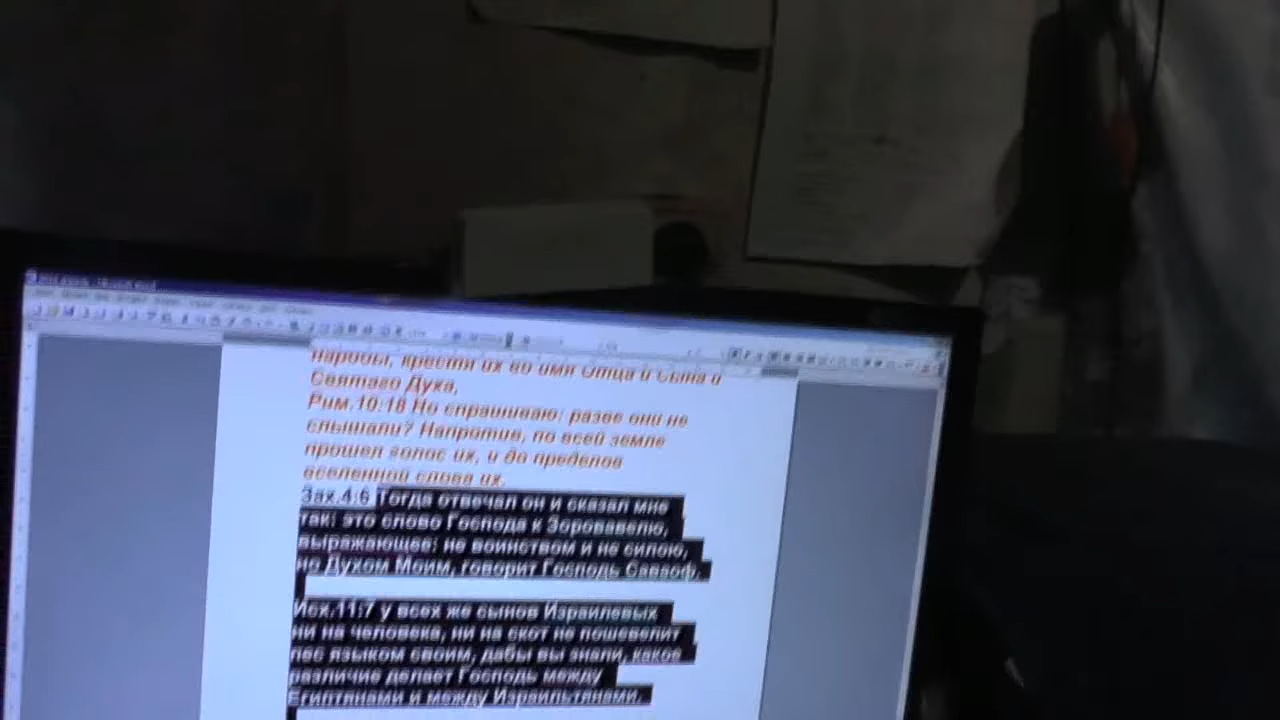 народы, крестя их во имя Отца и Сына и
Святаго Духа,
Рим.10:18 Но спрашиваю: разве они не
слышали? Напротив, по всей земле
прошел голос их, и до пределов
вселенной слова их.
Зах.4:6 Тогда отвечал он и сказал мне
так: это слово Господа к Зоровавелю,
выражающее: не воинством и не силою,
но Духом Моим, говорит Господь Саваоф.
Исх.11:7 у всех же сынов Израилевых
ни на человека, ни на скот не пошевелит
пес языком своим, дабы вы знали, какое
различие делает Господь между
Египтянами и между Израильтянами.